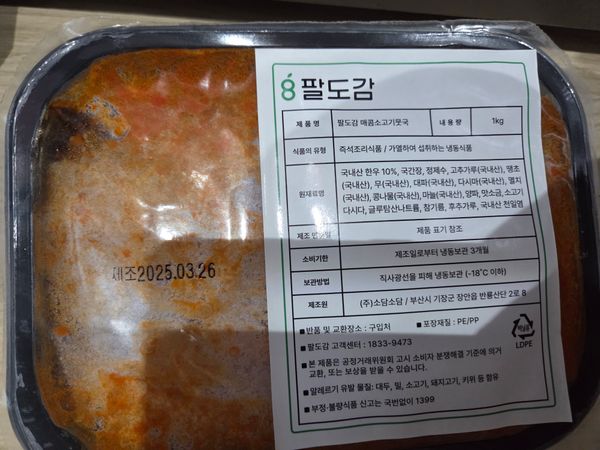 팔도감
제 품 명 팔도감 매콤소고기뭇국 내 용 량 1kg
식품의 유형 즉석조리식품 / 가열하여 섭취하는 냉동식품
원재료명 국내산 한우 10%, 국간장, 정제수, 고추가루(국내산), 땡초
(국내산), 무(국내산), 대파(국내산), 다시마(국내산), 멸치
(국내산), 콩나물(국내산), 마늘(국내산), 양파, 맛소금, 소고기
다시다, 글루탐산나트륨, 참기름, 후추가루, 국내산 천일염
제조 제품 표기 참조
소비기한 제조일로부터 냉동보관 3개월
보관방법 직사광선을 피해 냉동보관 (-18˚C 이하)
제조원 (주)소담소담 / 부산시 기장군 장안읍 반룡산단 2로 8
■ 반품 및 교환장소 : 구입처 ■ 포장재질 : PE/PP
■ 팔도감 고객센터 : 1833-9473
■ 본 제품은 공정거래위원회 고시 소비자 분쟁해결 기준에 의거
교환, 또는 보상을 받을 수 있습니다.
■ 알레르기 유발 물질: 대두, 밀, 소고기, 돼지고기, 키위 등 함유
■ 부정·불량식품 신고는 국번없이 1399
비닐류
LDPE
제조2025.03.26